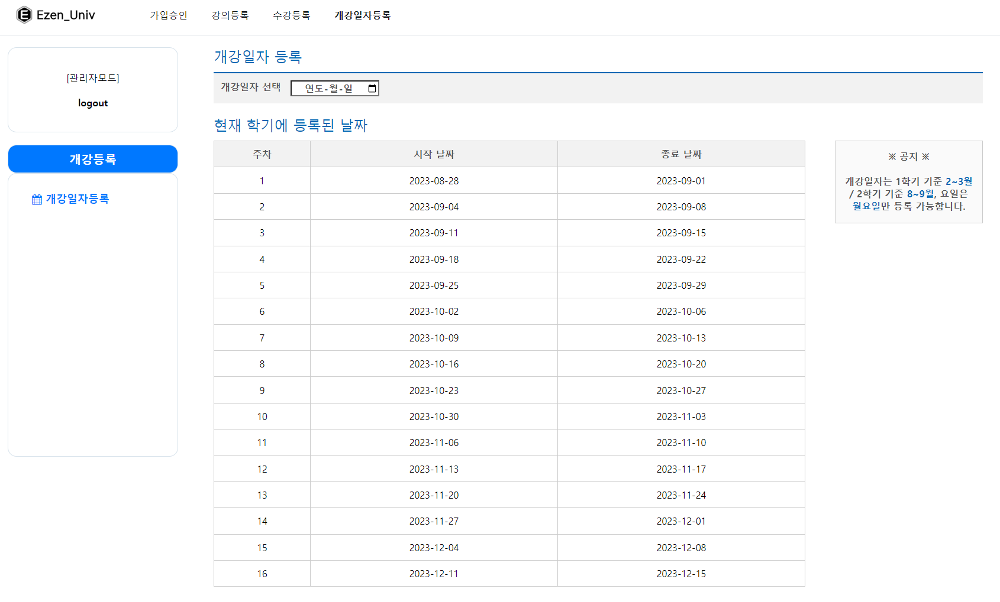 Ezen_Univ 가입승인 강의등록 수강등록 개강일자등록
[관리자모드]
logout
개강등록
개강일자등록
개강일자 등록
개강일자 선택 연도-월-일
현재 학기에 등록된 날짜
주차 시작 날짜 종료 날짜
1 2023-08-28 2023-09-01
2 2023-09-04 2023-09-08
3 2023-09-11 2023-09-15
4 2023-09-18 2023-09-22
5 2023-09-25 2023-09-29
6 2023-10-02 2023-10-06
7 2023-10-09 2023-10-13
8 2023-10-16 2023-10-20
9 2023-10-23 2023-10-27
10 2023-10-30 2023-11-03
11 2023-11-06 2023-11-10
12 2023-11-13 2023-11-17
13 2023-11-20 2023-11-24
14 2023-11-27 2023-12-01
15 2023-12-04 2023-12-08
16 2023-12-11 2023-12-15
※ 공지 ※
개강일자는 1학기 기준 2~3월
/ 2학기 기준 8~9월, 요일은
월요일만 등록 가능합니다.